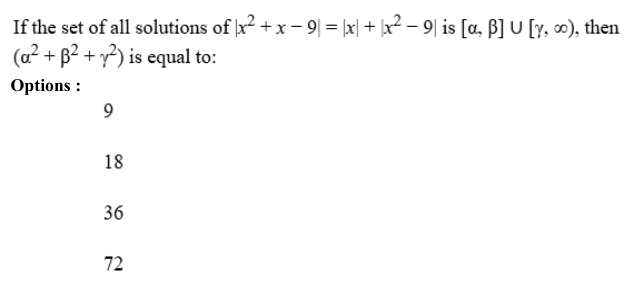 If the set of all solutions of |x² + x − 9| = |x| + |x² − 9| is [α, β] ∪ [γ, ∞), then
(α² + β² + γ²) is equal to:
Options :
9
18
36
72